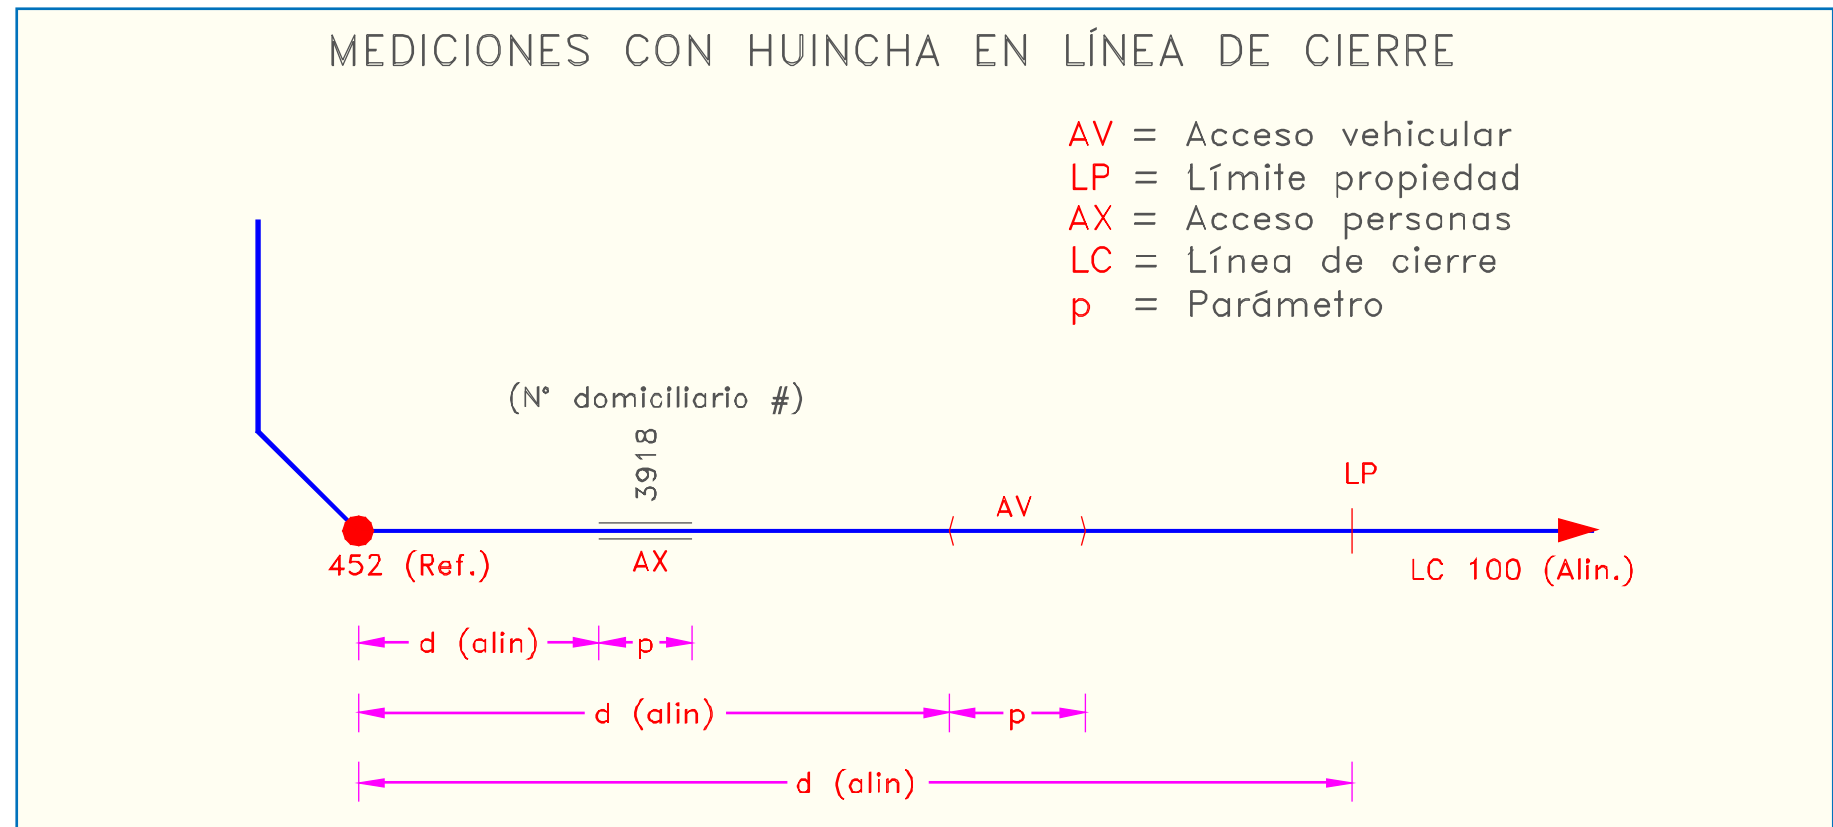 MEDICIONES CON HUINCHA EN LÍNEA DE CIERRE
AV = Acceso vehicular
LP = Límite propiedad
AX = Acceso personas
LC = Línea de cierre
p = Parámetro
(N° domiciliario #)
3918
LP
AV
452 (Ref.)
AX
LC 100 (Alin.)
d (alin) p
d (alin) p
d (alin)